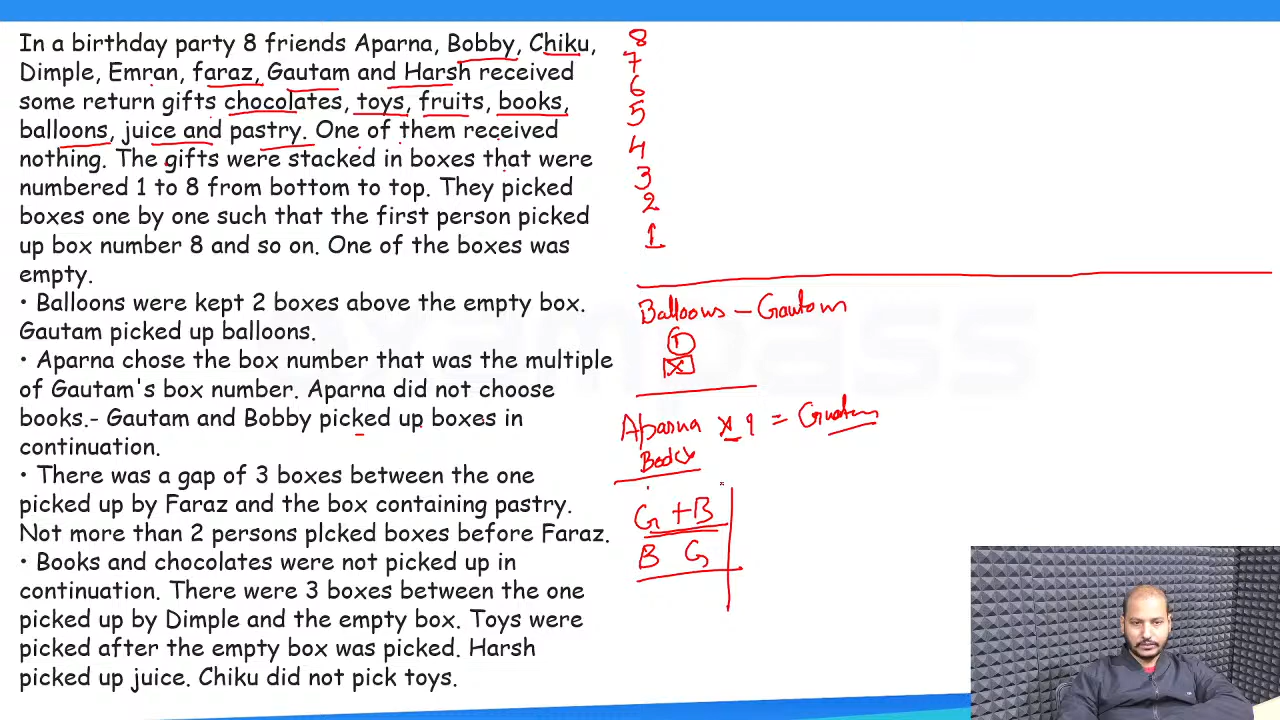 In a birthday party 8 friends Aparna, Bobby, Chiku,
Dimple, Emran, faraz, Gautam and Harsh received
some return gifts chocolates, toys, fruits, books,
balloons, juice and pastry. One of them received
nothing. The gifts were stacked in boxes that were
numbered 1 to 8 from bottom to top. They picked
boxes one by one such that the first person picked
up box number 8 and so on. One of the boxes was
empty.
• Balloons were kept 2 boxes above the empty box.
Gautam picked up balloons.
• Aparna chose the box number that was the multiple
of Gautam's box number. Aparna did not choose
books.- Gautam and Bobby picked up boxes in
continuation.
• There was a gap of 3 boxes between the one
picked up by Faraz and the box containing pastry.
Not more than 2 persons pIcked boxes before Faraz.
• Books and chocolates were not picked up in
continuation. There were 3 boxes between the one
picked up by Dimple and the empty box. Toys were
picked after the empty box was picked. Harsh
picked up juice. Chiku did not pick toys.
8
7
6
5
4
3
2
1
Balloons - Gautam
1
X
Aparna x 9 =
G + B
B G